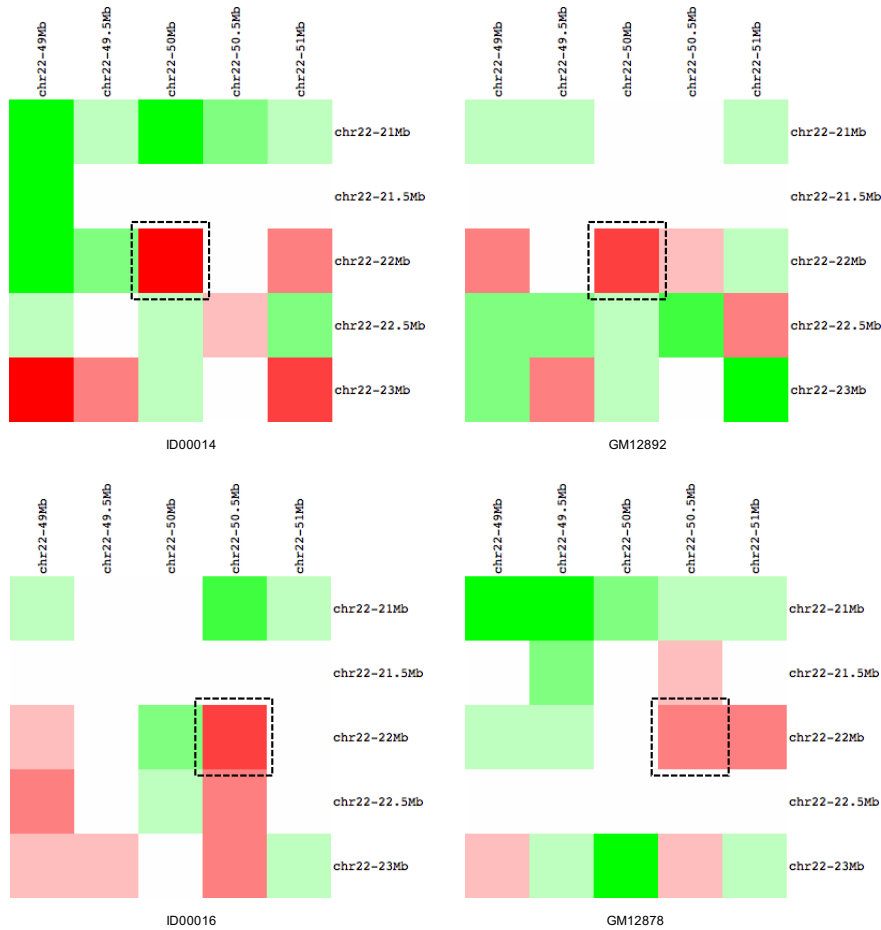 chr22-49Mb
chr22-49.5Mb
chr22-50Mb
chr22-50.5Mb
chr22-51Mb
chr22-21Mb
chr22-21.5Mb
chr22-22Mb
chr22-22.5Mb
chr22-23Mb
ID00014
chr22-49Mb
chr22-49.5Mb
chr22-50Mb
chr22-50.5Mb
chr22-51Mb
chr22-21Mb
chr22-21.5Mb
chr22-22Mb
chr22-22.5Mb
chr22-23Mb
GM12892
chr22-49Mb
chr22-49.5Mb
chr22-50Mb
chr22-50.5Mb
chr22-51Mb
chr22-21Mb
chr22-21.5Mb
chr22-22Mb
chr22-22.5Mb
chr22-23Mb
ID00016
chr22-49Mb
chr22-49.5Mb
chr22-50Mb
chr22-50.5Mb
chr22-51Mb
chr22-21Mb
chr22-21.5Mb
chr22-22Mb
chr22-22.5Mb
chr22-23Mb
GM12878